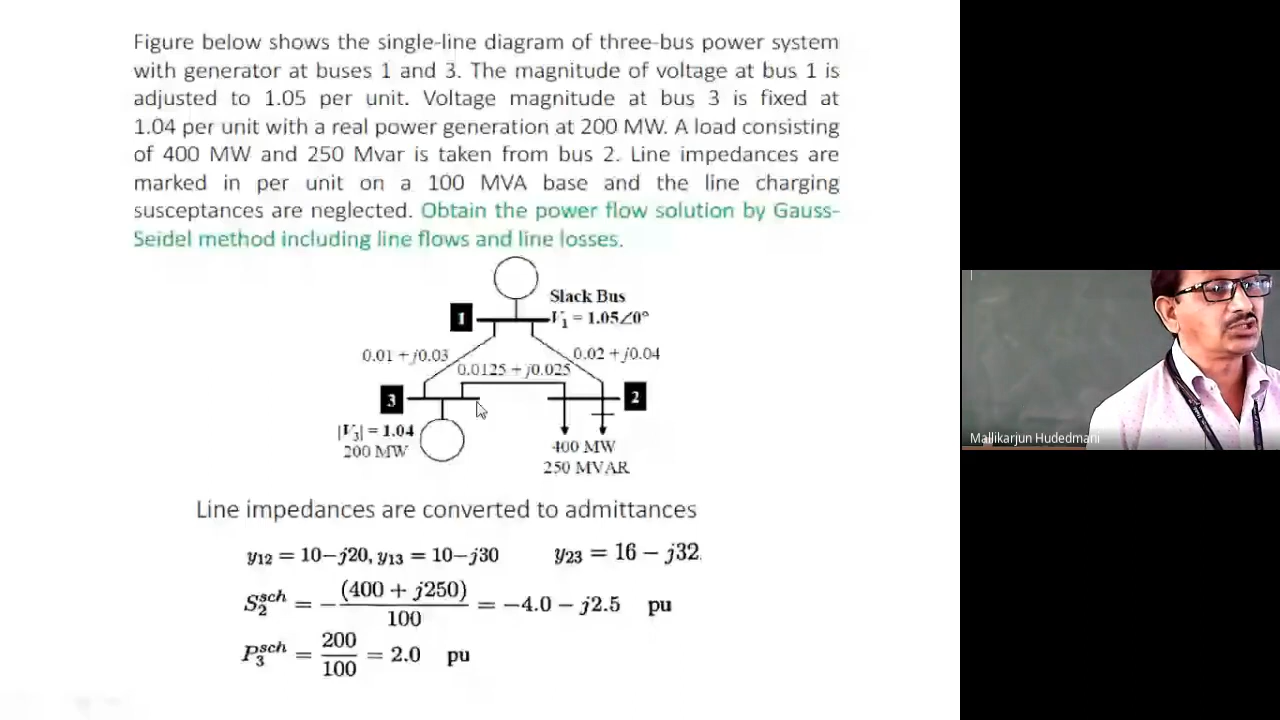 Figure below shows the single-line diagram of three-bus power system
with generator at buses 1 and 3. The magnitude of voltage at bus 1 is
adjusted to 1.05 per unit. Voltage magnitude at bus 3 is fixed at
1.04 per unit with a real power generation at 200 MW. A load consisting
of 400 MW and 250 Mvar is taken from bus 2. Line impedances are
marked in per unit on a 100 MVA base and the line charging
susceptances are neglected. Obtain the power flow solution by Gauss-
Seidel method including line flows and line losses.
Slack Bus
1
V₁ = 1.05∠0°
0.01 + j0.03
0.02 + j0.04
0.0125 + j0.025
3
2
|V₃| = 1.04
200 MW
400 MW
250 MVAR
Line impedances are converted to admittances
y₁₂ = 10−j20, y₁₃ = 10−j30 y₂₃ = 16 − j32
S₂^sch = −(400 + j250)/100 = −4.0 − j2.5 pu
P₃^sch = 200/100 = 2.0 pu
Mallikarjun Hudedmani